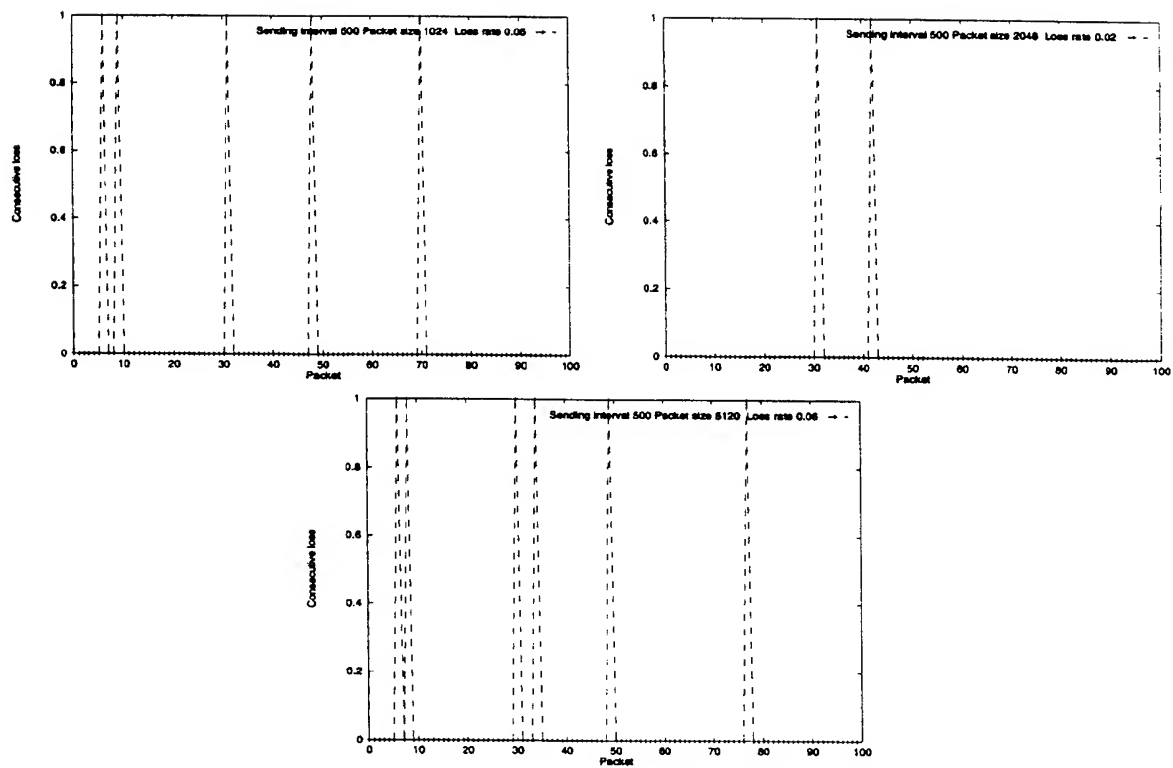 Sending interval 500 Packet size 1024 Loss rate 0.05
Consecutive loss
1
0.8
0.6
0.4
0.2
0
0 10 20 30 40 50 60 70 80 90 100
Packet
Sending interval 500 Packet size 2048 Loss rate 0.02
Consecutive loss
1
0.8
0.6
0.4
0.2
0
0 10 20 30 40 50 60 70 80 90 100
Packet
Sending interval 500 Packet size 5120 Loss rate 0.06
Consecutive loss
1
0.8
0.6
0.4
0.2
0
0 10 20 30 40 50 60 70 80 90 100
Packet